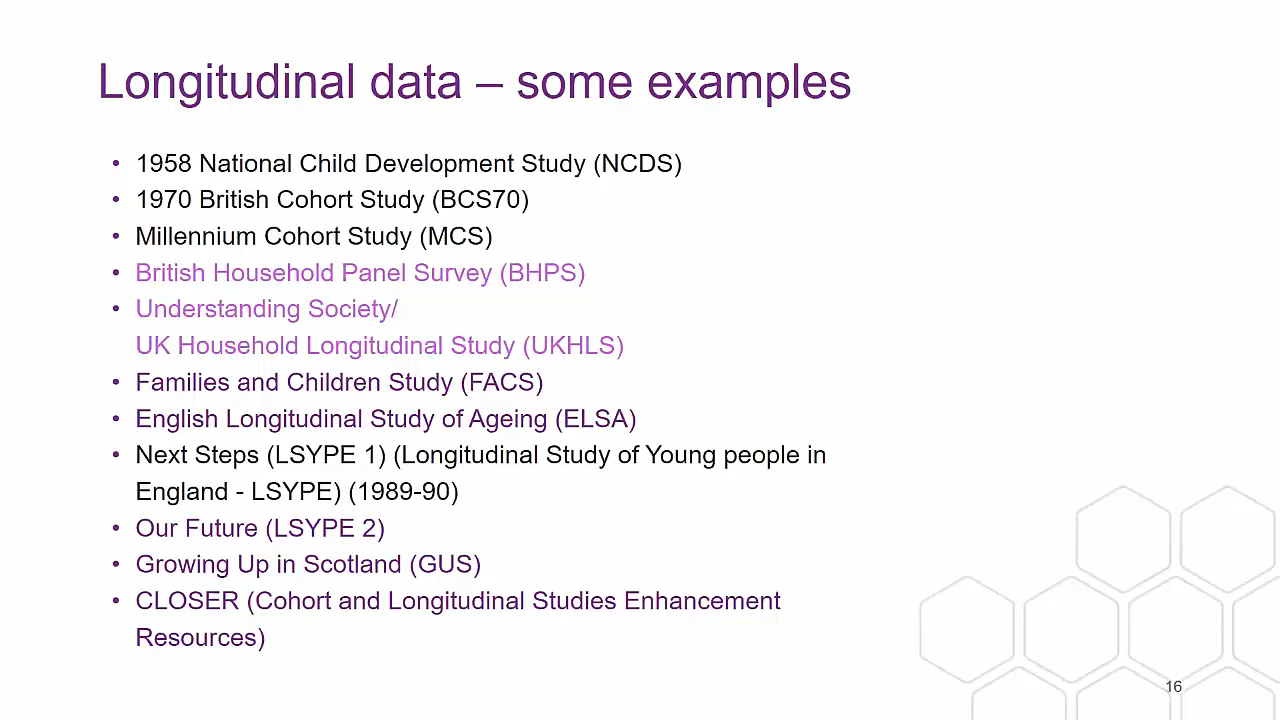 Longitudinal data – some examples
• 1958 National Child Development Study (NCDS)
• 1970 British Cohort Study (BCS70)
• Millennium Cohort Study (MCS)
• British Household Panel Survey (BHPS)
• Understanding Society/
UK Household Longitudinal Study (UKHLS)
• Families and Children Study (FACS)
• English Longitudinal Study of Ageing (ELSA)
• Next Steps (LSYPE 1) (Longitudinal Study of Young people in
England - LSYPE) (1989-90)
• Our Future (LSYPE 2)
• Growing Up in Scotland (GUS)
• CLOSER (Cohort and Longitudinal Studies Enhancement
Resources)
16